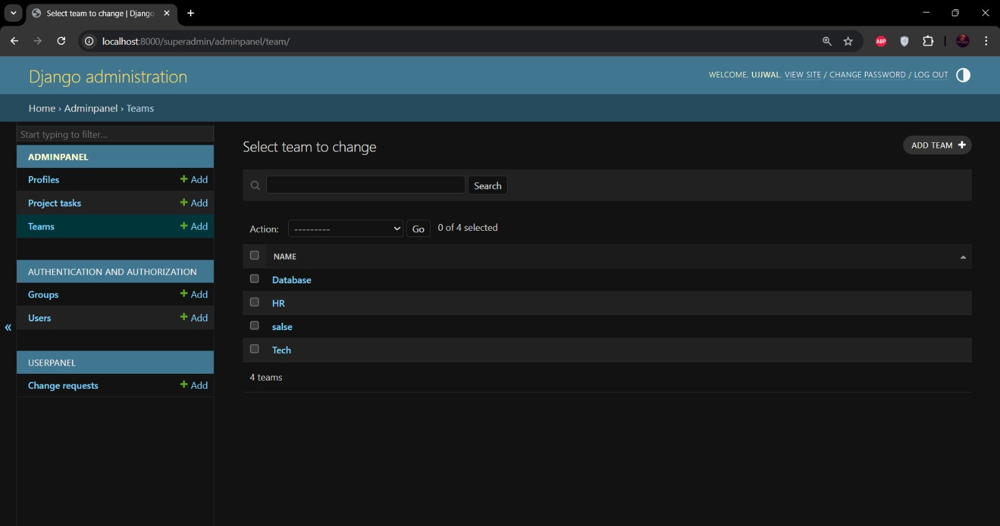 Select team to change | Django
localhost:8000/superadmin/adminpanel/team/
ABP
Django administration
WELCOME, UJJWAL. VIEW SITE / CHANGE PASSWORD / LOG OUT
Home › Adminpanel › Teams
Start typing to filter...
ADMINPANEL
Profiles + Add
Project tasks + Add
Teams + Add
AUTHENTICATION AND AUTHORIZATION
Groups + Add
Users + Add
«
USERPANEL
Change requests + Add
Select team to change
ADD TEAM +
Search
Action: --------- Go 0 of 4 selected
NAME
Database
HR
salse
Tech
4 teams